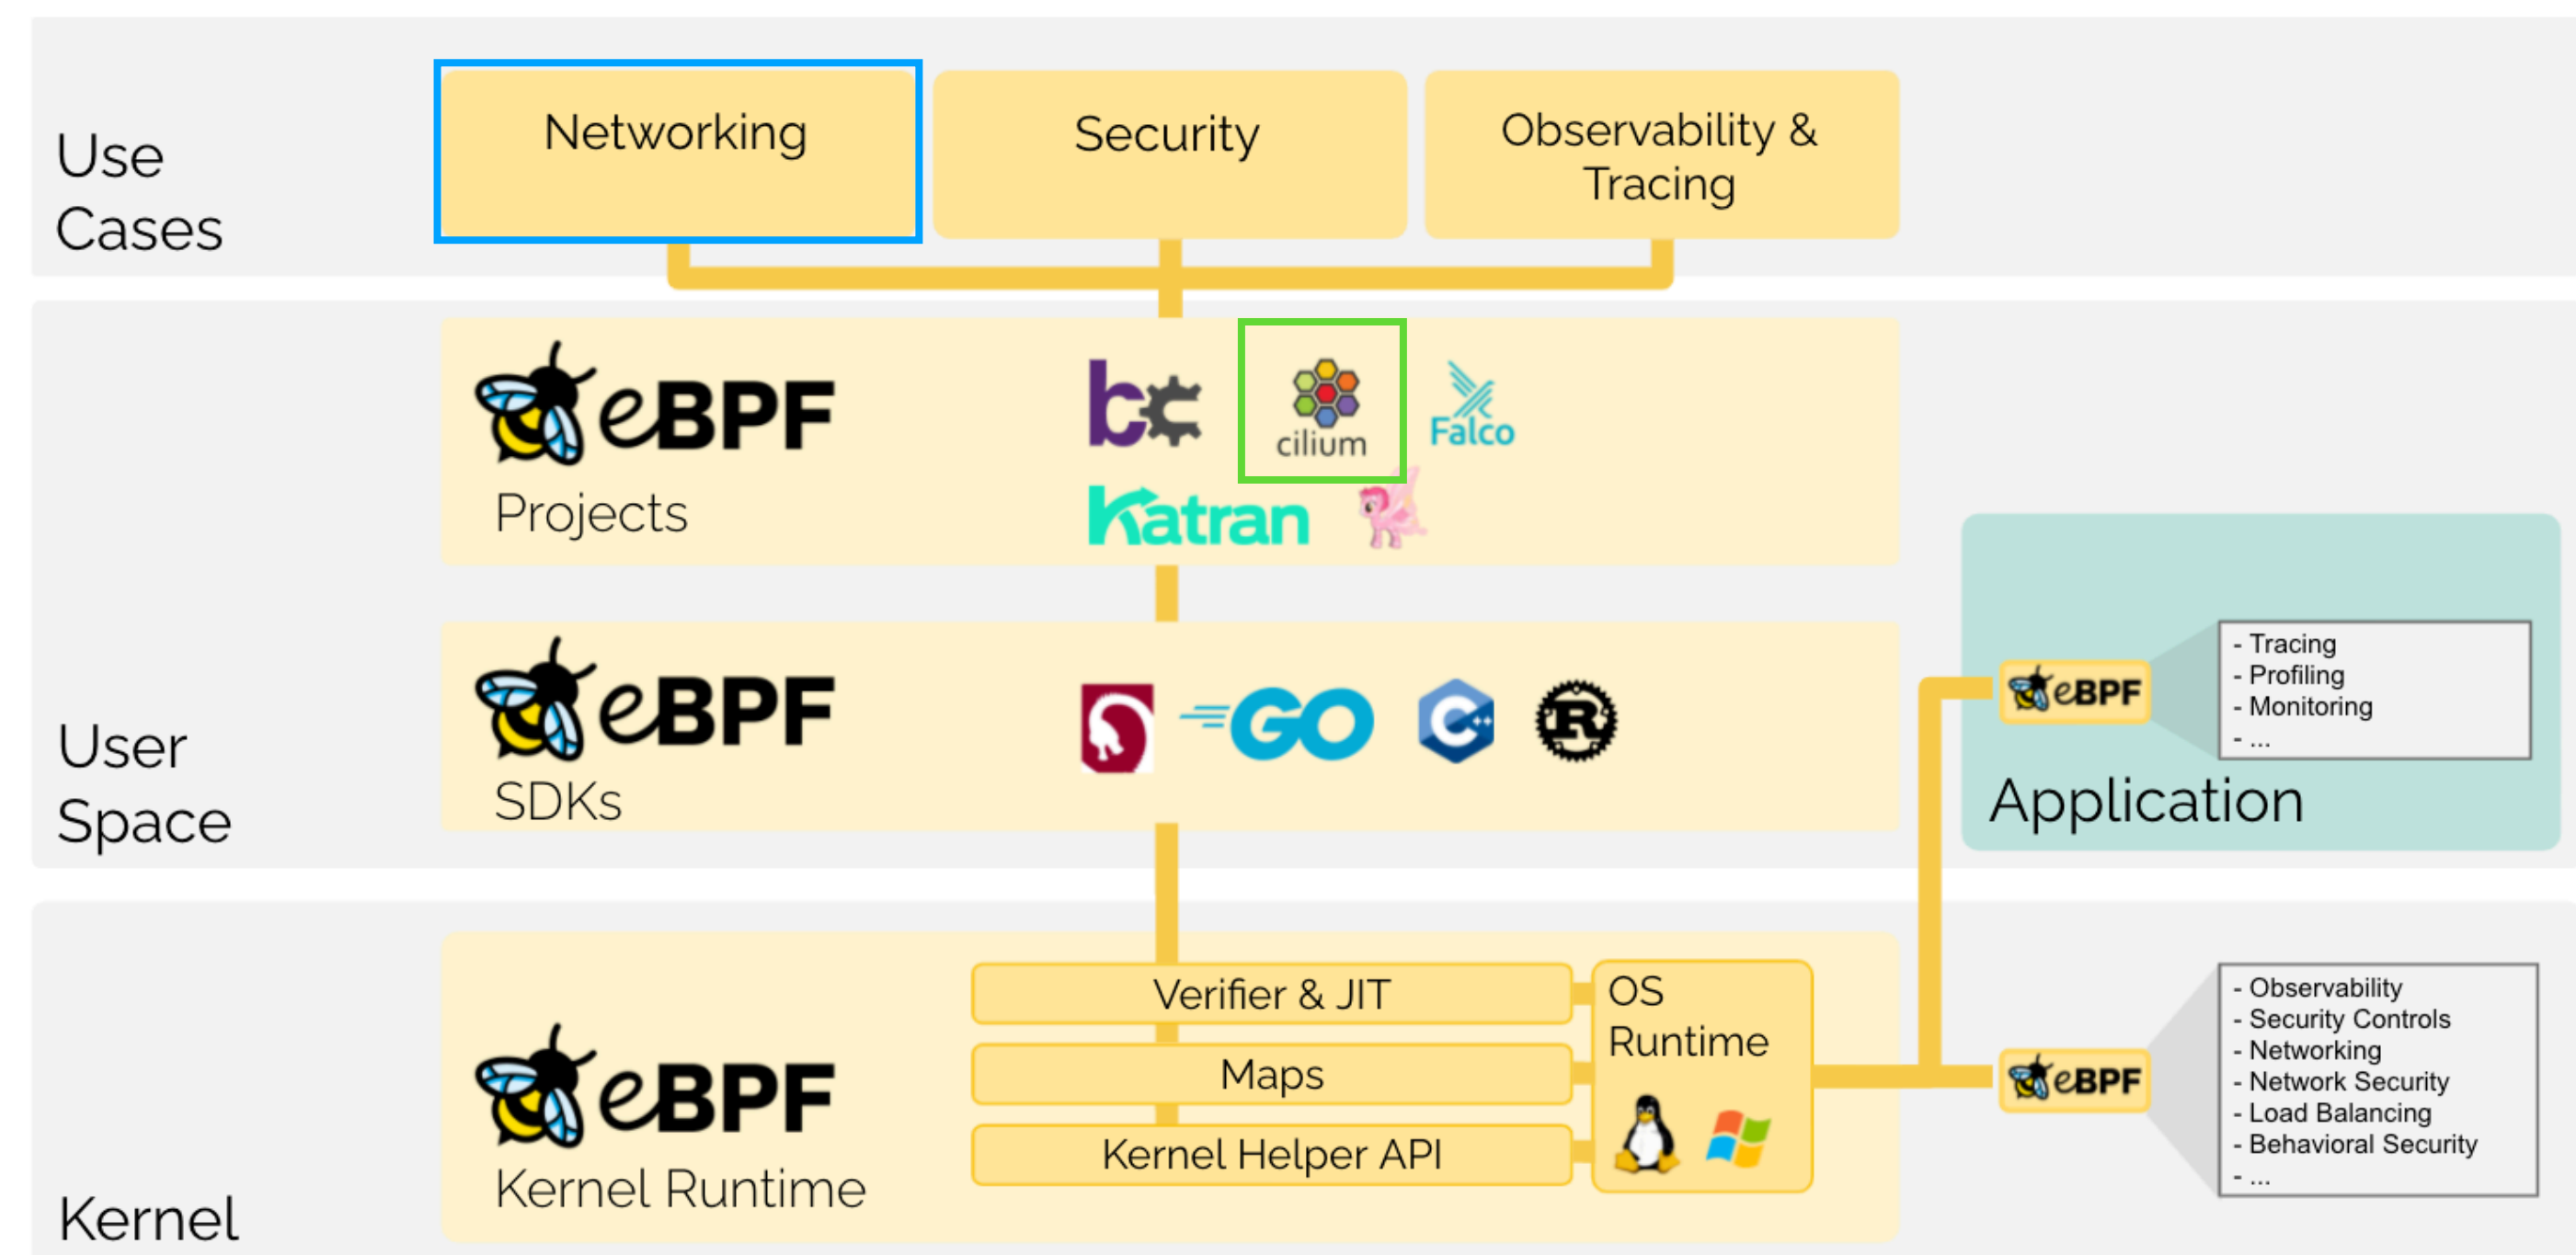 Use
Cases
Networking
Security
Observability &
Tracing
User
Space
eBPF
Projects
bc
cilium
Falco
Katran
eBPF
SDKs
GO
C++
R
eBPF
- Tracing
- Profiling
- Monitoring
- ...
Application
Kernel
eBPF
Kernel Runtime
Verifier & JIT
Maps
Kernel Helper API
OS
Runtime
eBPF
- Observability
- Security Controls
- Networking
- Network Security
- Load Balancing
- Behavioral Security
- ...